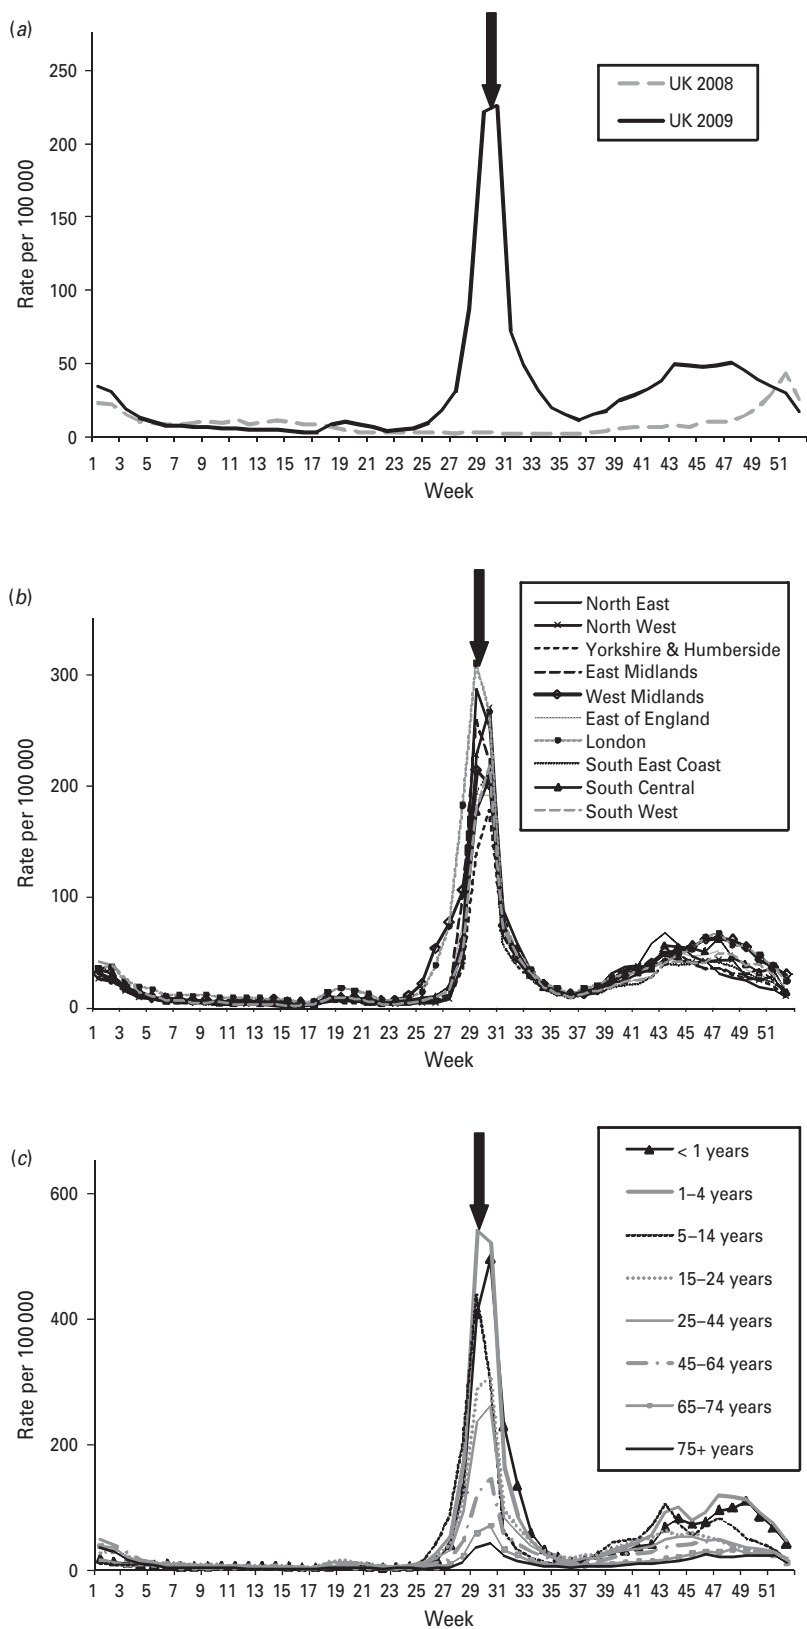 (a)
250
200
150
100
50
0
Rate per 100 000
UK 2008
UK 2009
1 3 5 7 9 11 13 15 17 19 21 23 25 27 29 31 33 35 37 39 41 43 45 47 49 51
Week
(b)
300
200
100
0
Rate per 100 000
North East
North West
Yorkshire & Humberside
East Midlands
West Midlands
East of England
London
South East Coast
South Central
South West
1 3 5 7 9 11 13 15 17 19 21 23 25 27 29 31 33 35 37 39 41 43 45 47 49 51
Week
(c)
600
400
200
0
Rate per 100 000
< 1 years
1–4 years
5–14 years
15–24 years
25–44 years
45–64 years
65–74 years
75+ years
1 3 5 7 9 11 13 15 17 19 21 23 25 27 29 31 33 35 37 39 41 43 45 47 49 51
Week